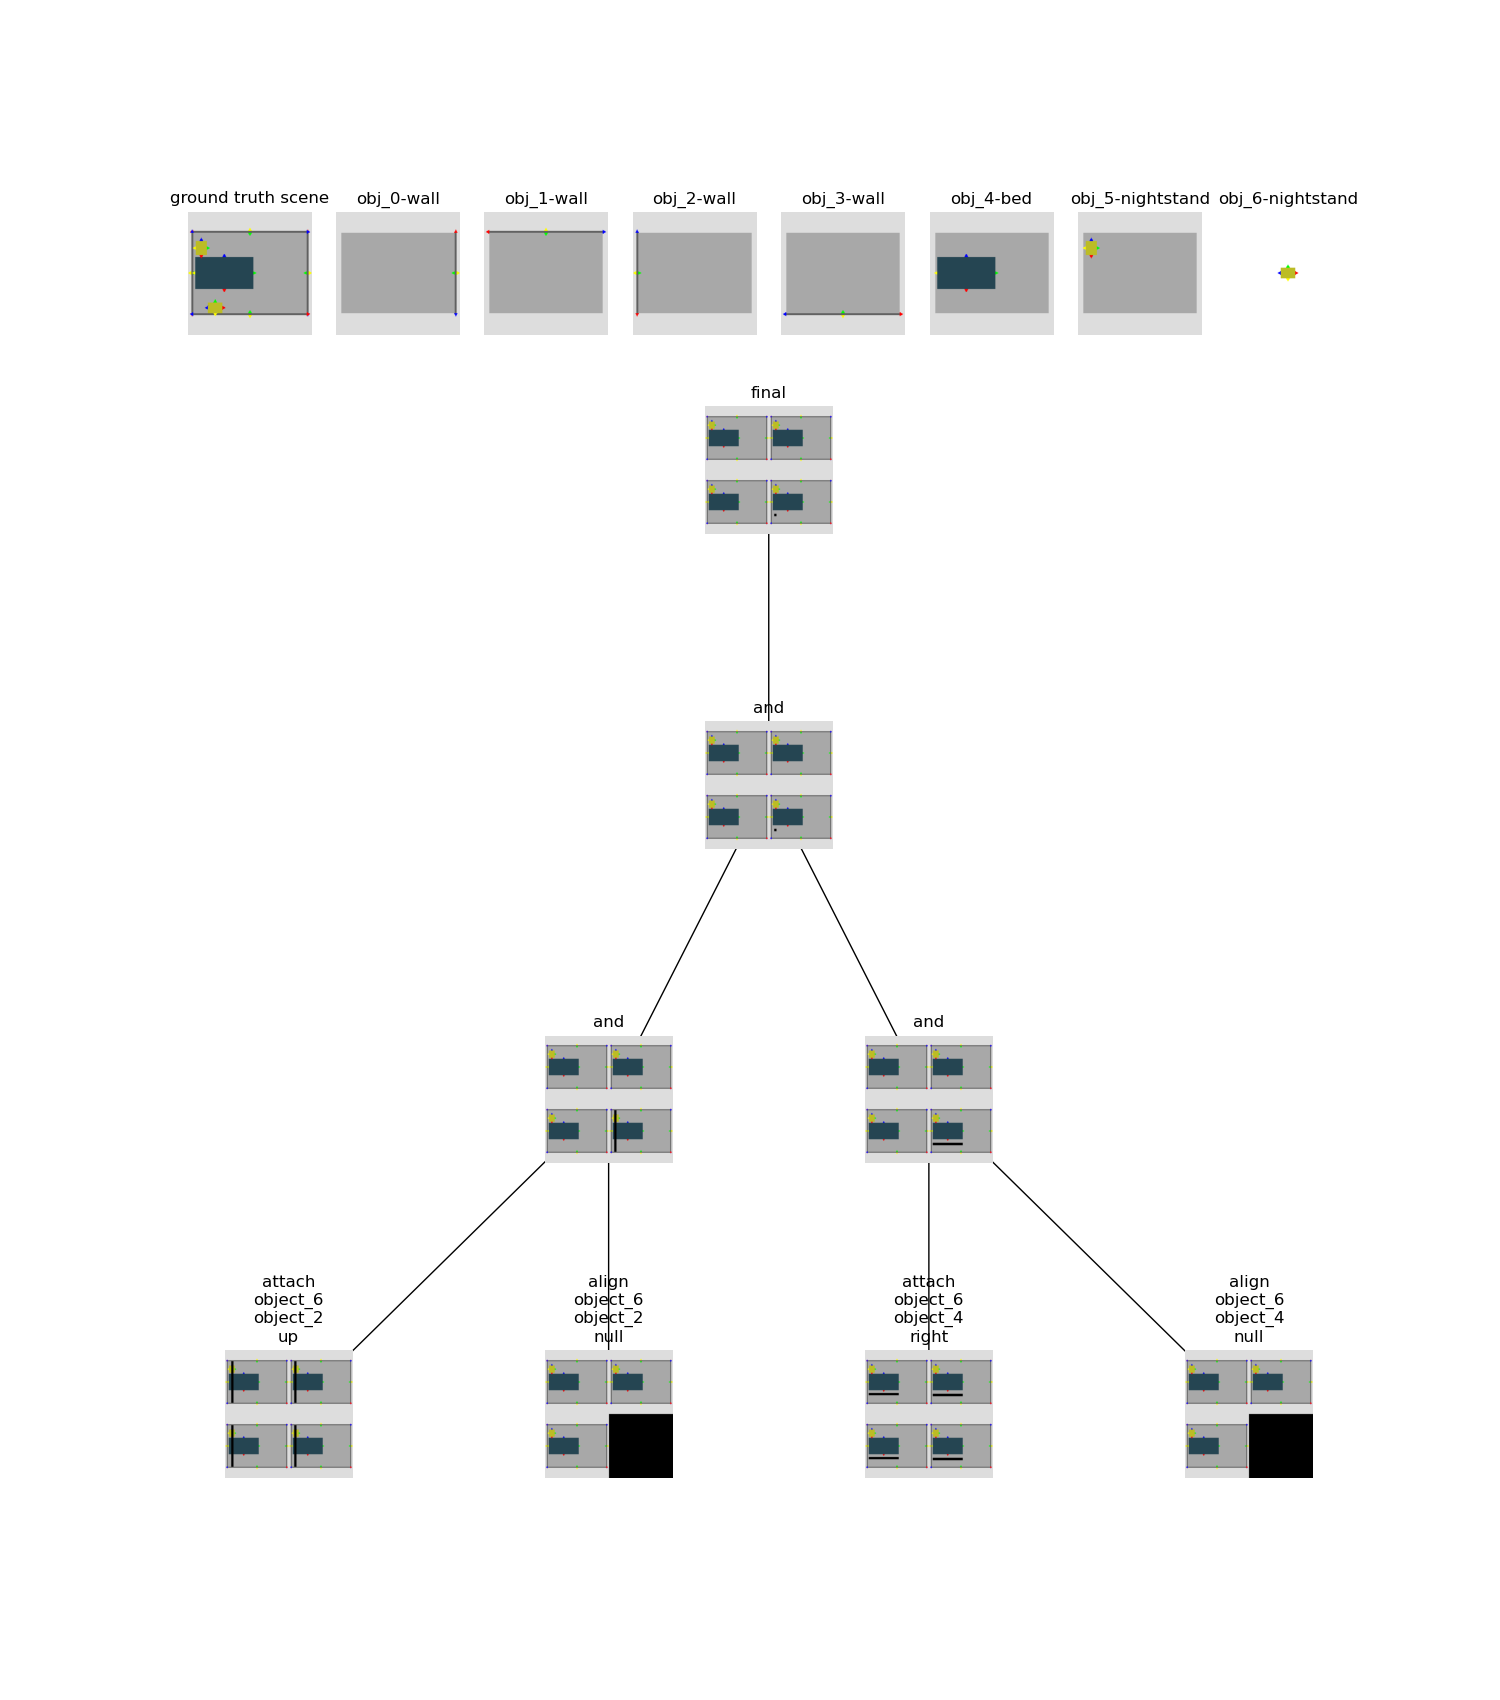 ground truth scene
obj_0-wall
obj_1-wall
obj_2-wall
obj_3-wall
obj_4-bed
obj_5-nightstand
obj_6-nightstand
final
and
and
and
attach
object_6
object_2
up
align
object_6
object_2
null
attach
object_6
object_4
right
align
object_6
object_4
null